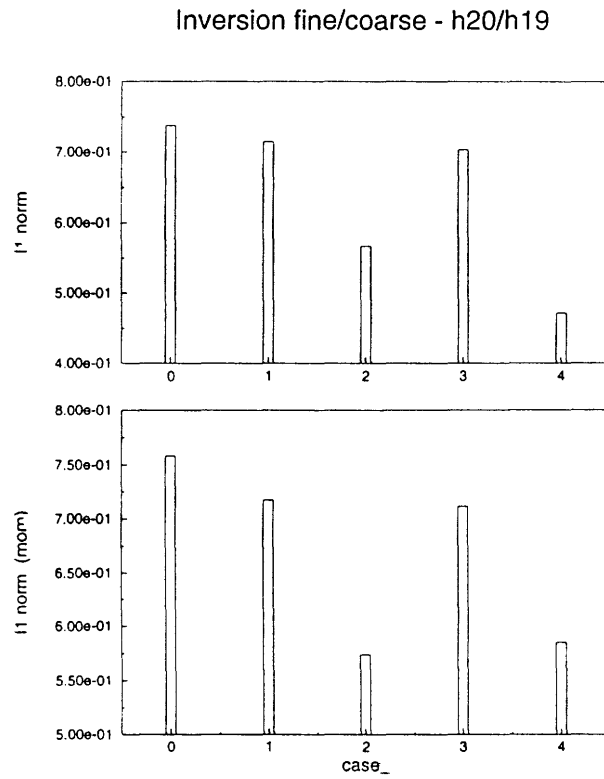 Inversion fine/coarse - h20/h19
8.00e-01
7.00e-01
6.00e-01
5.00e-01
4.00e-01
l¹ norm
0 1 2 3 4
8.00e-01
7.50e-01
7.00e-01
6.50e-01
6.00e-01
5.50e-01
5.00e-01
l1 norm (mom)
0 1 2 3 4
case_